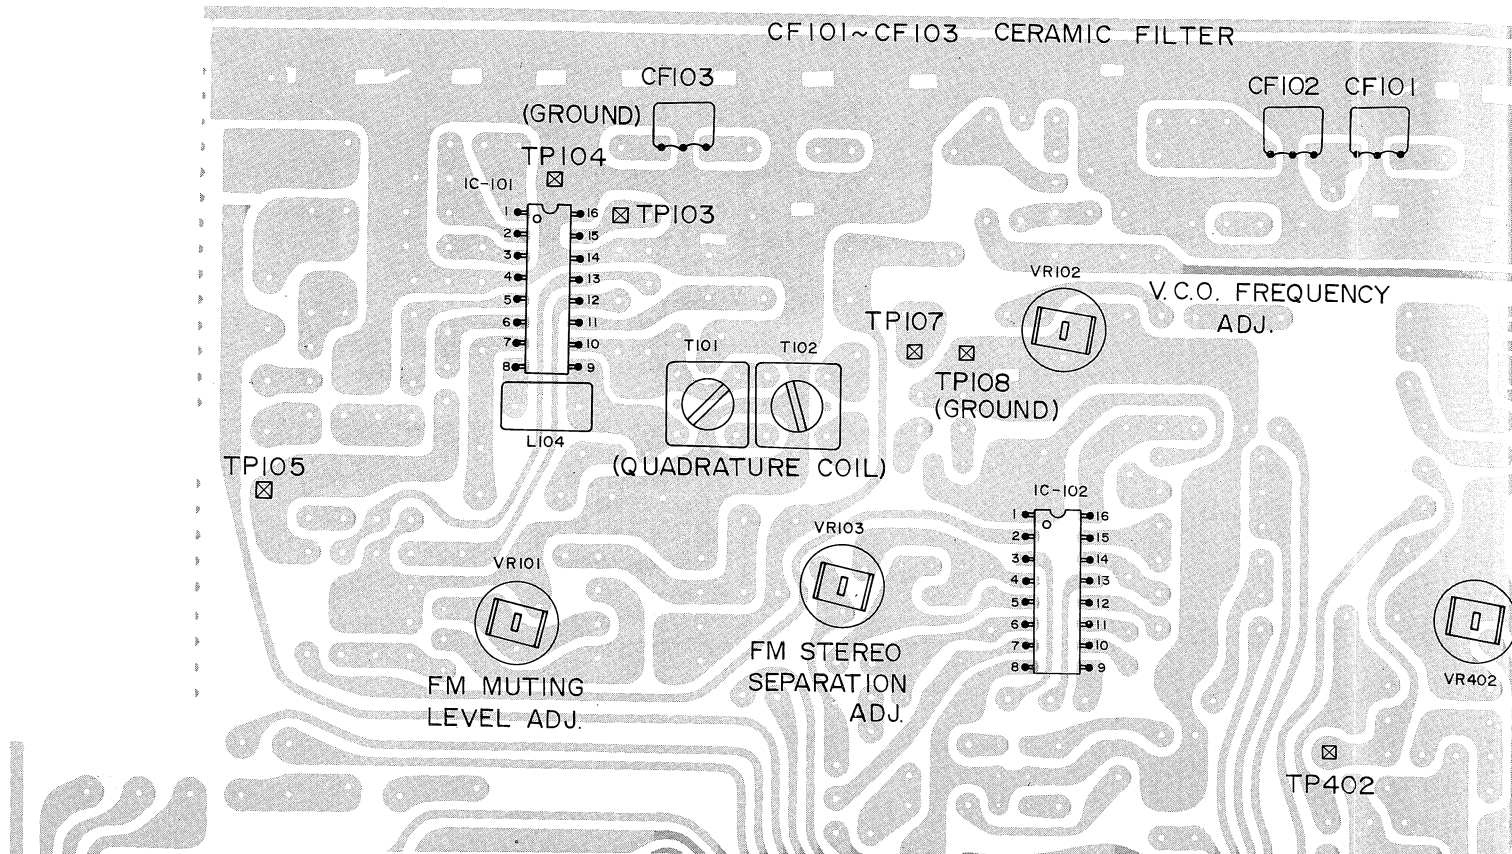 CF101~CF103 CERAMIC FILTER
CF103
CF102 CF101
(GROUND)
TP104
IC-101
TP103
1 16
2 15
3 14
4 13
5 12
6 11
7 10
8 9
L104
VR102
V.C.O. FREQUENCY
ADJ.
TP107
TP108
(GROUND)
T101 T102
(QUADRATURE COIL)
TP105
IC-102
1 16
2 15
3 14
4 13
5 12
6 11
7 10
8 9
VR103
FM STEREO
SEPARATION
ADJ.
VR101
FM MUTING
LEVEL ADJ.
VR402
TP402